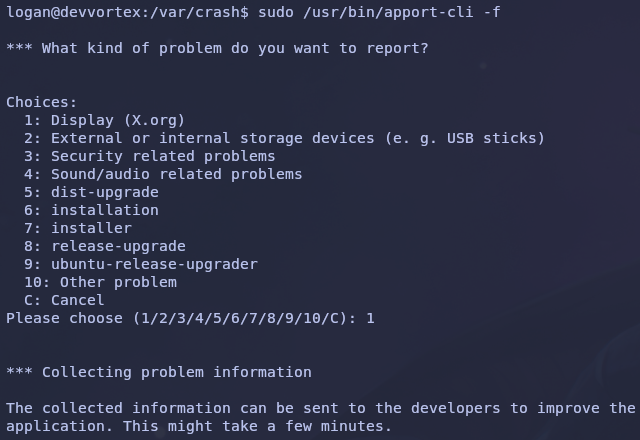 logan@devvortex:/var/crash$ sudo /usr/bin/apport-cli -f
*** What kind of problem do you want to report?
Choices:
1: Display (X.org)
2: External or internal storage devices (e. g. USB sticks)
3: Security related problems
4: Sound/audio related problems
5: dist-upgrade
6: installation
7: installer
8: release-upgrade
9: ubuntu-release-upgrader
10: Other problem
C: Cancel
Please choose (1/2/3/4/5/6/7/8/9/10/C): 1
*** Collecting problem information
The collected information can be sent to the developers to improve the
application. This might take a few minutes.